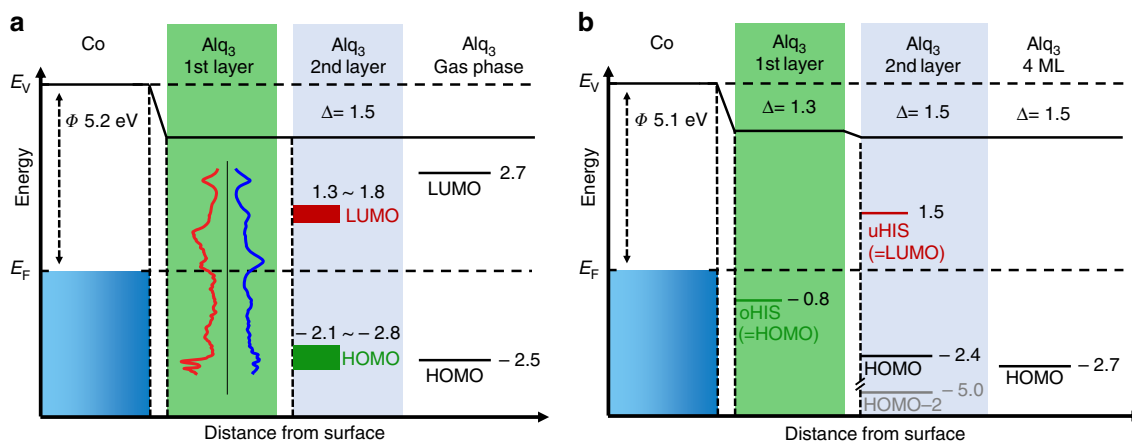 a
Co
Alq3
1st layer
Alq3
2nd layer
Alq3
Gas phase
EV
Φ 5.2 eV
Δ= 1.5
2.7
LUMO
1.3 ~ 1.8
LUMO
Energy
EF
− 2.1 ~ − 2.8
HOMO
− 2.5
HOMO
Distance from surface
b
Co
Alq3
1st layer
Alq3
2nd layer
Alq3
4 ML
EV
Φ 5.1 eV
Δ= 1.3
Δ= 1.5
Δ= 1.5
1.5
uHIS
(=LUMO)
Energy
EF
− 0.8
oHIS
(=HOMO)
− 2.4
HOMO
− 2.7
HOMO
− 5.0
HOMO−2
Distance from surface